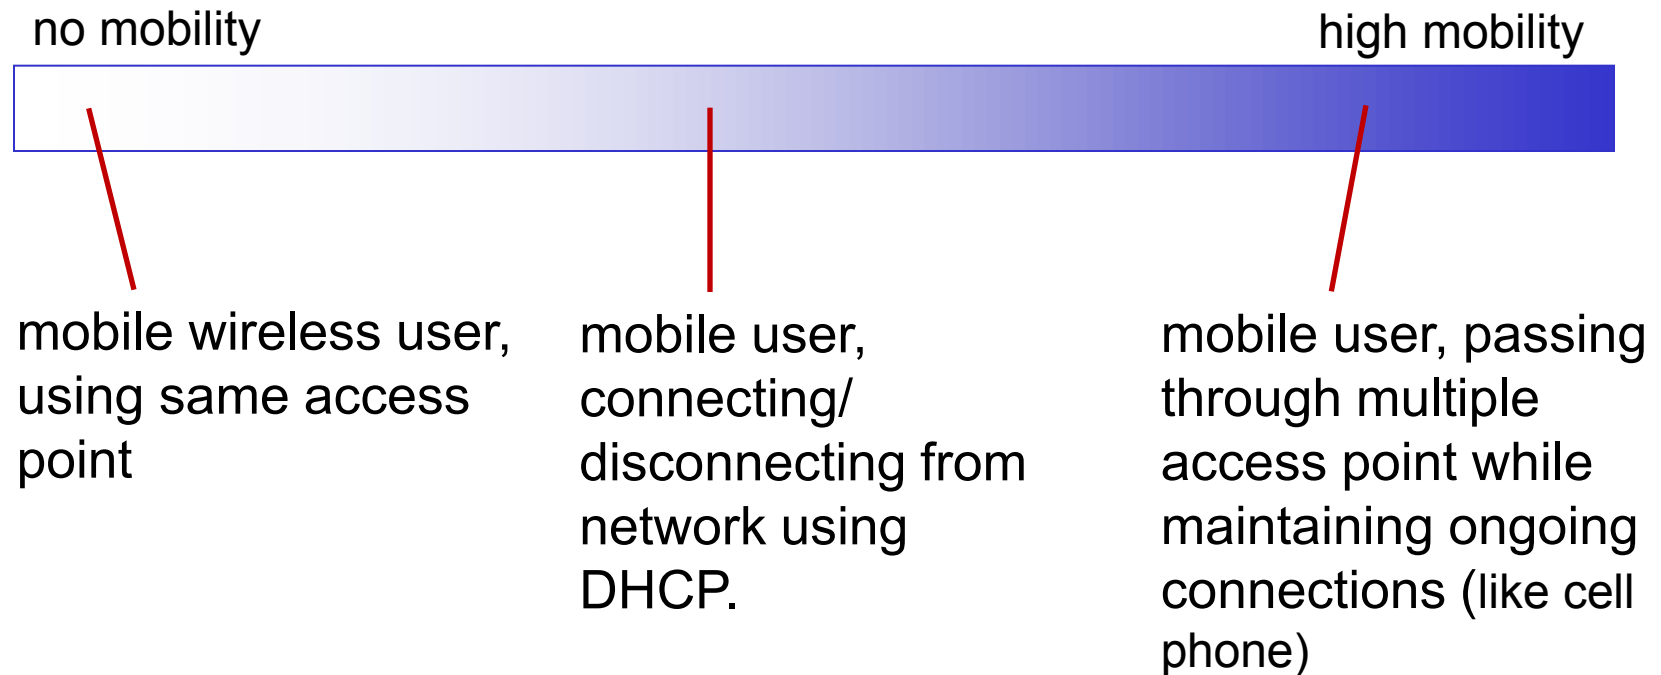 no mobility
high mobility
mobile wireless user,
using same access
point
mobile user,
connecting/
disconnecting from
network using
DHCP.
mobile user, passing
through multiple
access point while
maintaining ongoing
connections (like cell
phone)